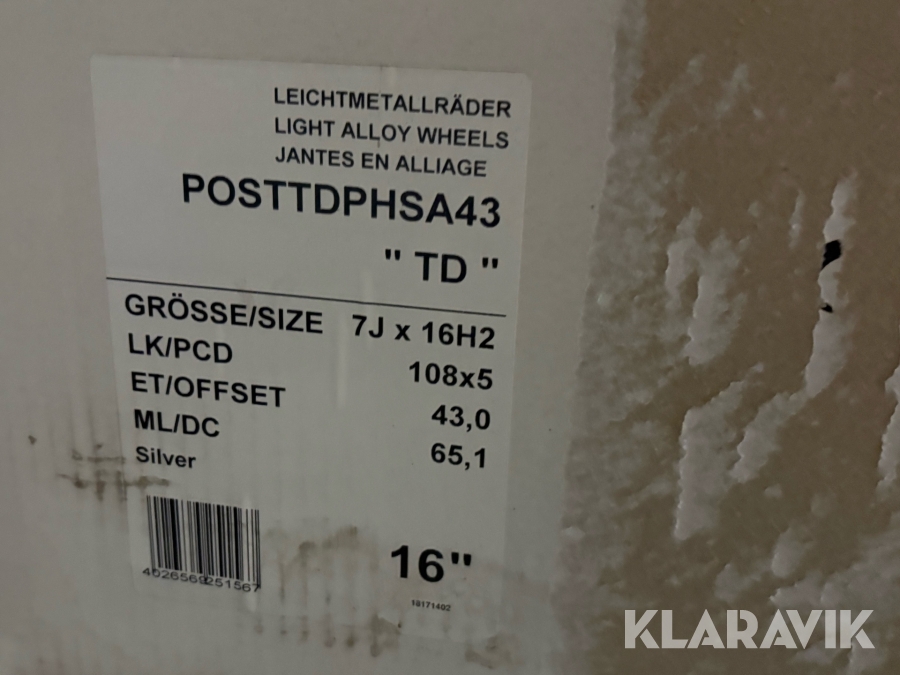 LEICHTMETALLRÄDER
LIGHT ALLOY WHEELS
JANTES EN ALLIAGE
POSTTDPHSA43
" TD "
GRÖSSE/SIZE 7J x 16H2
LK/PCD 108x5
ET/OFFSET 43,0
ML/DC 65,1
Silver
4026569251567
16"
10171402
KLARAVIK